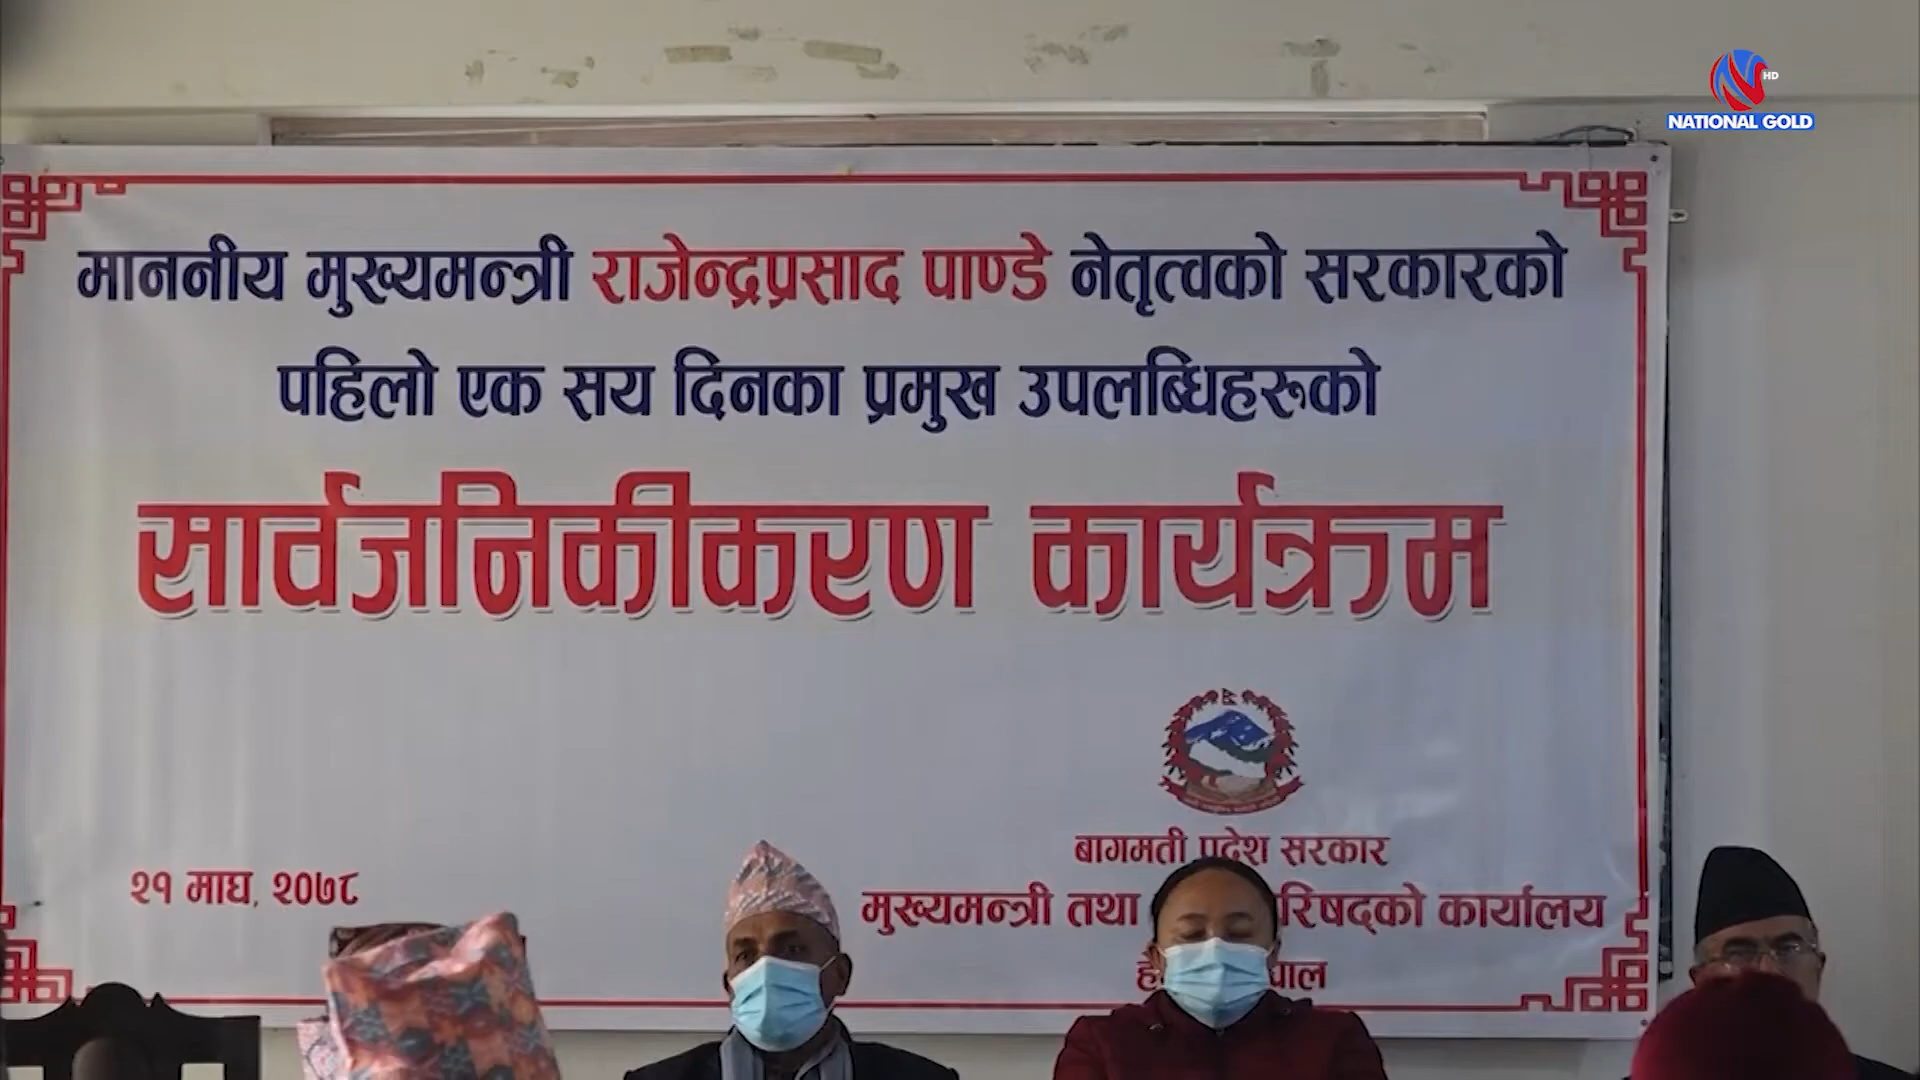 HD
NATIONAL GOLD
माननीय मुख्यमन्त्री राजेन्द्रप्रसाद पाण्डे नेतृत्वको सरकारको
पहिलो एक सय दिनका प्रमुख उपलब्धिहरुको
सार्वजनिकीकरण कार्यक्रम
बागमती प्रदेश सरकार
२१ माघ, २०७८
मुख्यमन्त्री तथा रिषद्को कार्यालय